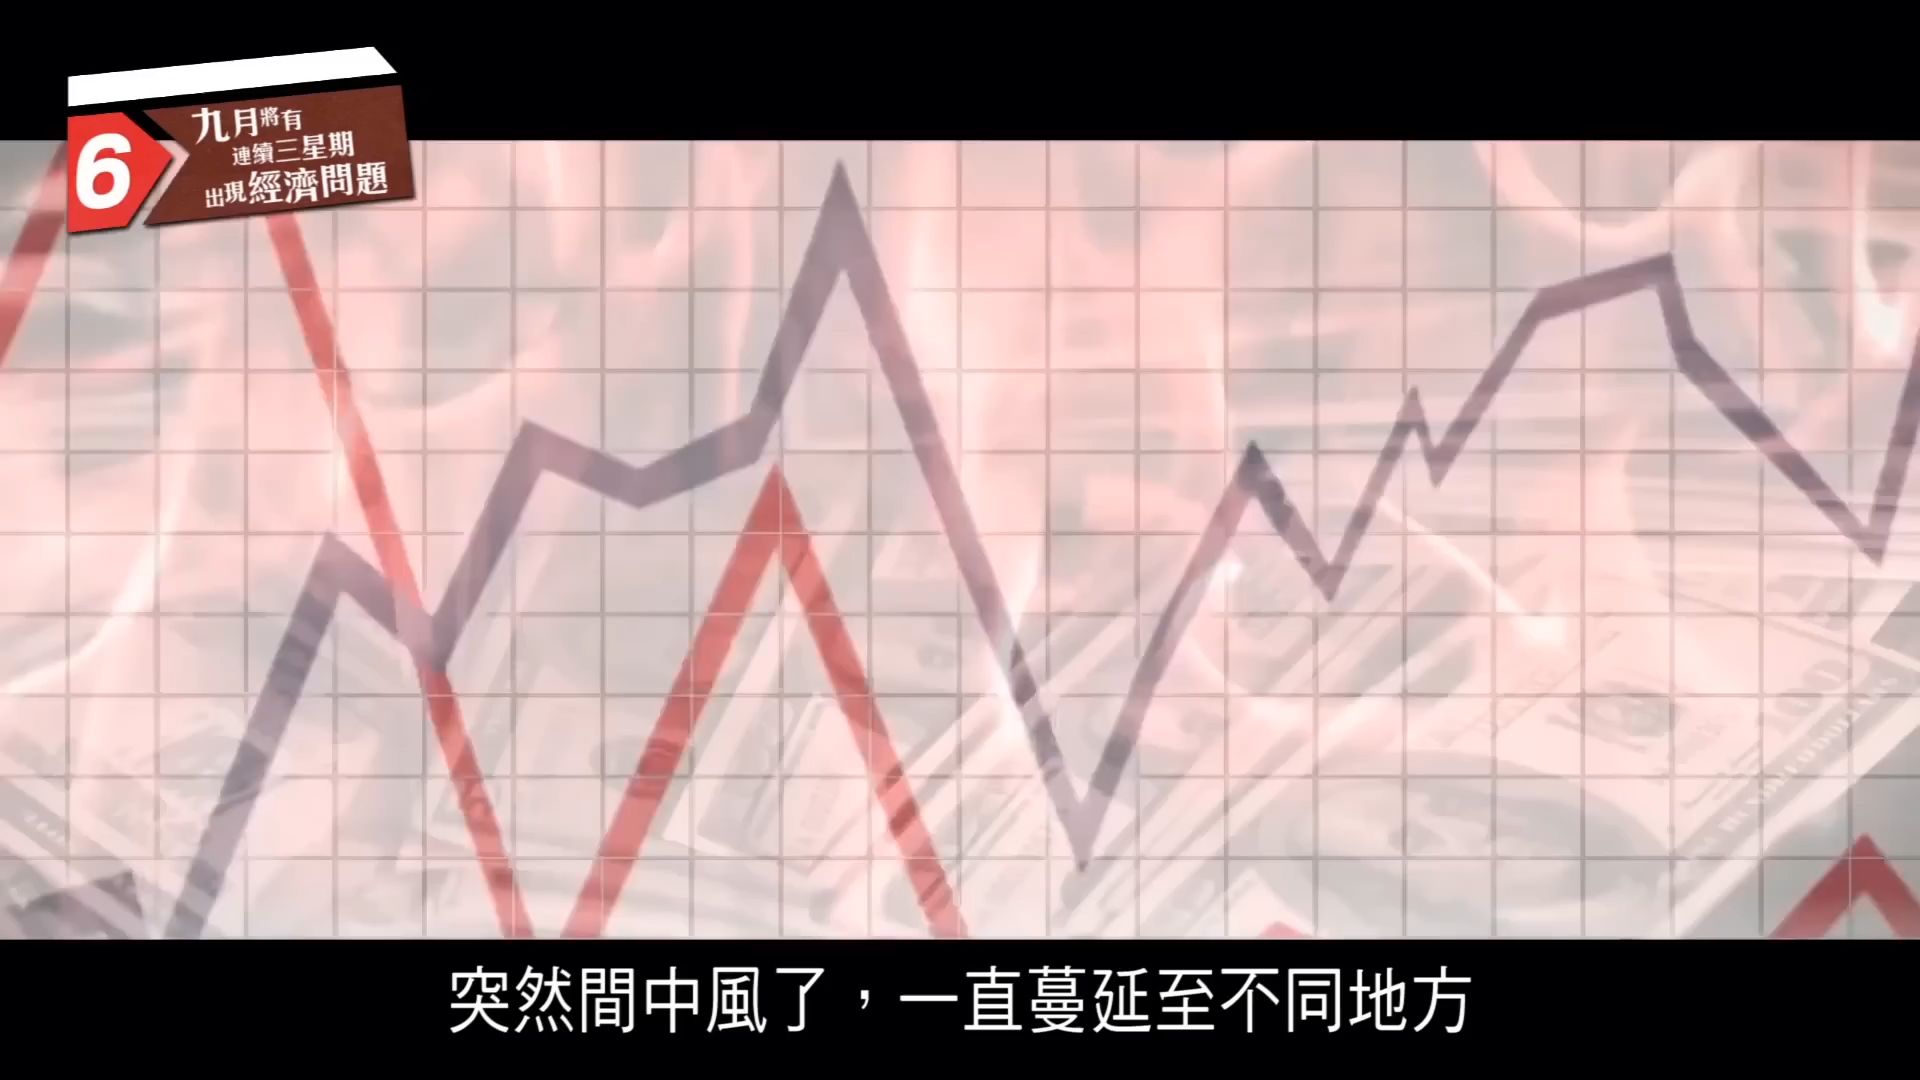 6
九月將有
連續三星期
出現經濟問題
突然間中風了，一直蔓延至不同地方